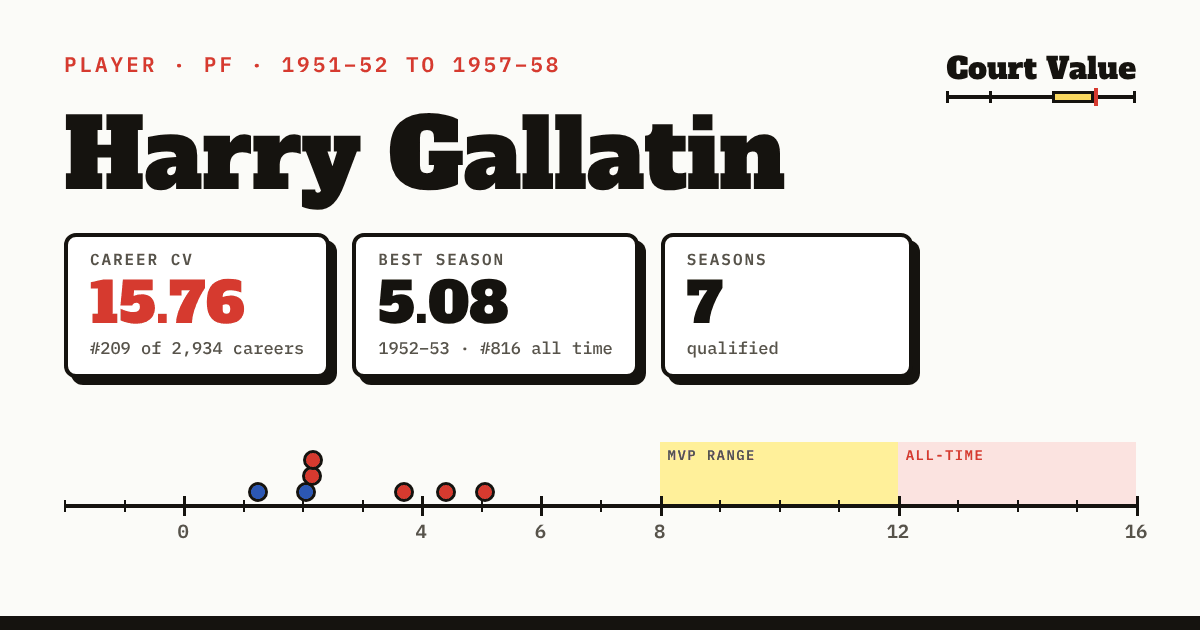 PLAYER · PF · 1951–52 TO 1957–58
Court Value
Harry Gallatin
CAREER CV
15.76
#209 of 2,934 careers
BEST SEASON
5.08
1952–53 · #816 all time
SEASONS
7
qualified
MVP RANGE
ALL-TIME
0 4 6 8 12 16